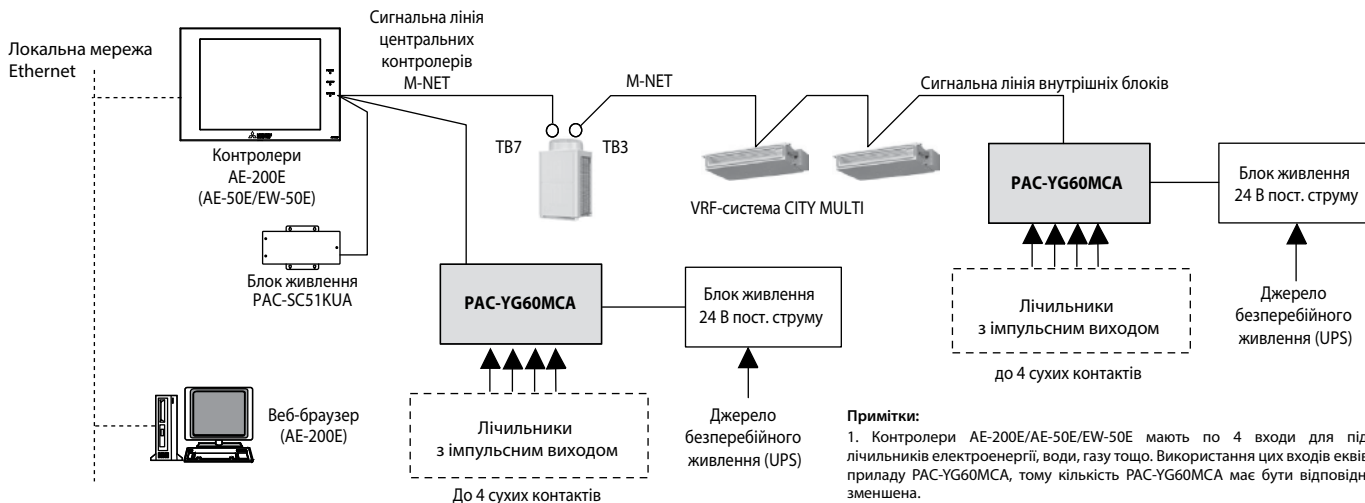 Локальна мережа
Ethernet
Сигнальна лінія
центральних
контролерів
M-NET
M-NET
Сигнальна лінія внутрішніх блоків
TB7
TB3
Контролери
AE-200E
(AE-50E/EW-50E)
VRF-система CITY MULTI
PAC-YG60MCA
Блок живлення
24 В пост. струму
Блок живлення
PAC-SC51KUA
PAC-YG60MCA
Блок живлення
24 В пост. струму
Лічильники
з імпульсним виходом
Джерело
безперебійного
живлення (UPS)
до 4 сухих контактів
Веб-браузер
(AE-200E)
Лічильники
з імпульсним виходом
Джерело
безперебійного
живлення (UPS)
До 4 сухих контактів
Примітки:
1. Контролери AE-200E/AE-50E/EW-50E мають по 4 входи для під
лічильників електроенергії, води, газу тощо. Використання цих входів екві
приладу PAC-YG60MCA, тому кількість PAC-YG60MCA має бути відповідн
зменшена.